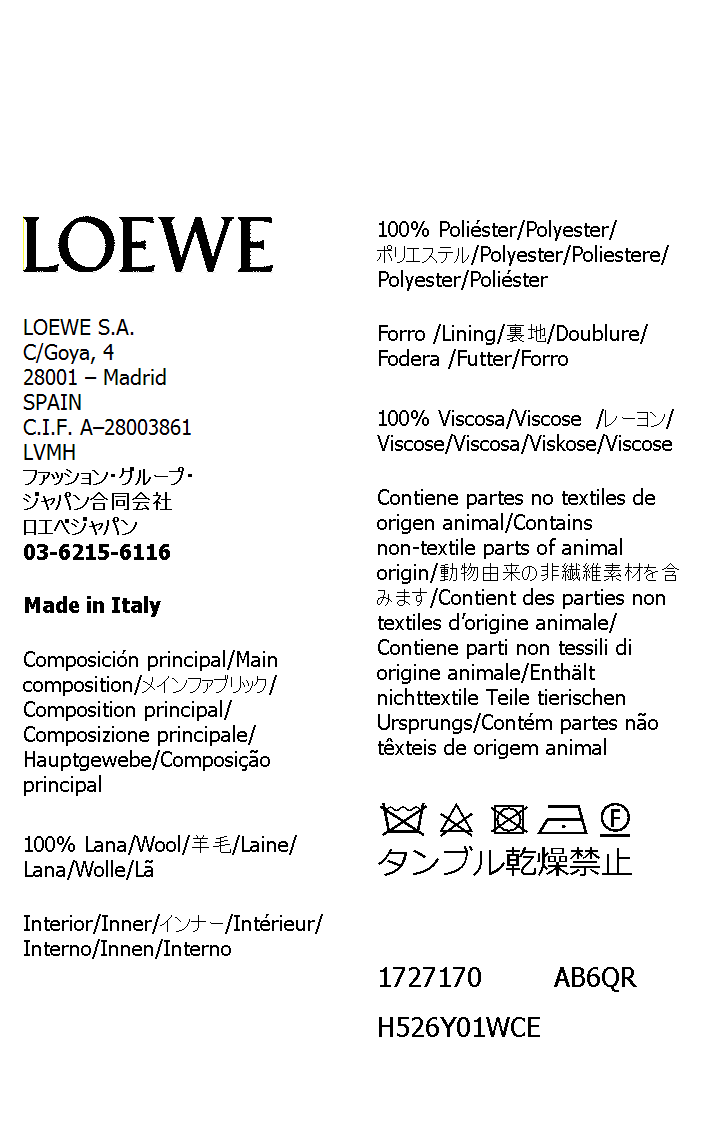 LOEWE
LOEWE S.A.
C/Goya, 4
28001 – Madrid
SPAIN
C.I.F. A–28003861
LVMH
ファッション・グループ・
ジャパン合同会社
ロエベジャパン
03-6215-6116
Made in Italy
Composición principal/Main
composition/メインファブリック/
Composition principal/
Composizione principale/
Hauptgewebe/Composição
principal
100% Lana/Wool/羊毛/Laine/
Lana/Wolle/Lã
Interior/Inner/インナー/Intérieur/
Interno/Innen/Interno
100% Poliéster/Polyester/
ポリエステル/Polyester/Poliestere/
Polyester/Poliéster
Forro /Lining/裏地/Doublure/
Fodera /Futter/Forro
100% Viscosa/Viscose /レーヨン/
Viscose/Viscosa/Viskose/Viscose
Contiene partes no textiles de
origen animal/Contains
non-textile parts of animal
origin/動物由来の非繊維素材を含
みます/Contient des parties non
textiles d’origine animale/
Contiene parti non tessili di
origine animale/Enthält
nichttextile Teile tierischen
Ursprungs/Contém partes não
têxteis de origem animal
F
タンブル乾燥禁止
1727170 AB6QR
H526Y01WCE